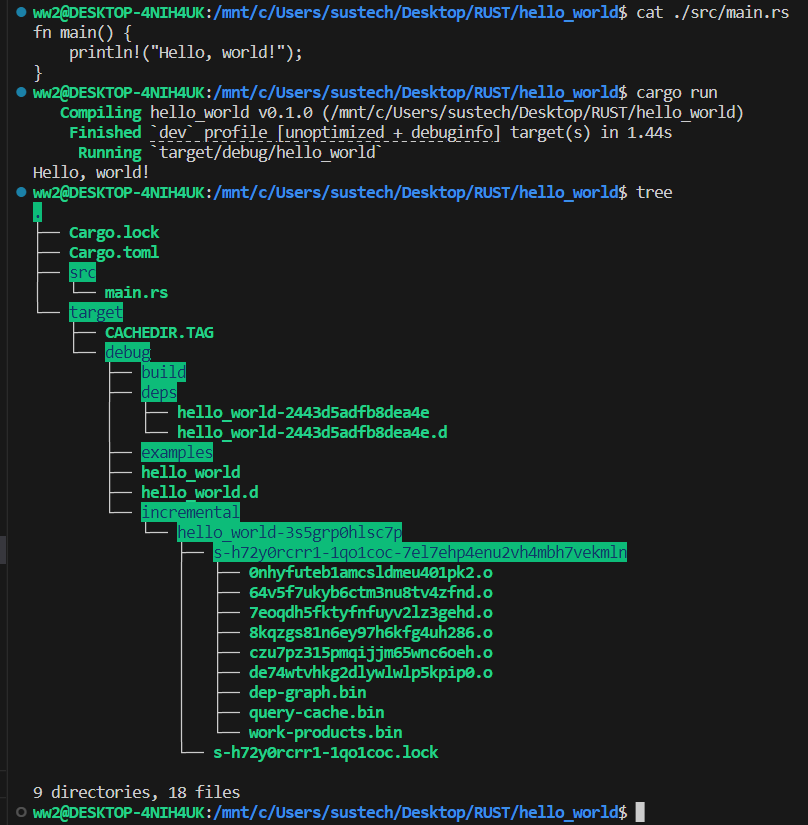 ww2@DESKTOP-4NIH4UK:/mnt/c/Users/sustech/Desktop/RUST/hello_world$ cat ./src/main.rs
fn main() {
    println!("Hello, world!");
}
ww2@DESKTOP-4NIH4UK:/mnt/c/Users/sustech/Desktop/RUST/hello_world$ cargo run
   Compiling hello_world v0.1.0 (/mnt/c/Users/sustech/Desktop/RUST/hello_world)
    Finished `dev` profile [unoptimized + debuginfo] target(s) in 1.44s
     Running `target/debug/hello_world`
Hello, world!
ww2@DESKTOP-4NIH4UK:/mnt/c/Users/sustech/Desktop/RUST/hello_world$ tree
.
├── Cargo.lock
├── Cargo.toml
├── src
│   └── main.rs
└── target
    ├── CACHEDIR.TAG
    └── debug
        ├── build
        ├── deps
        │   ├── hello_world-2443d5adfb8dea4e
        │   └── hello_world-2443d5adfb8dea4e.d
        ├── examples
        ├── hello_world
        ├── hello_world.d
        └── incremental
            └── hello_world-3s5grp0hlsc7p
                ├── s-h72y0rcrr1-1qo1coc-7el7ehp4enu2vh4mbh7vekmln
                │   ├── 0nhyfuteb1amcsldmeu401pk2.o
                │   ├── 64v5f7ukyb6ctm3nu8tv4zfnd.o
                │   ├── 7eoqdh5fktyfnfuyv2lz3gehd.o
                │   ├── 8kqzgs81n6ey97h6kfg4uh286.o
                │   ├── czu7pz315pmqijjm65wnc6oeh.o
                │   ├── de74wtvhkg2dlywlwlp5kpip0.o
                │   ├── dep-graph.bin
                │   ├── query-cache.bin
                │   └── work-products.bin
                └── s-h72y0rcrr1-1qo1coc.lock

9 directories, 18 files
ww2@DESKTOP-4NIH4UK:/mnt/c/Users/sustech/Desktop/RUST/hello_world$